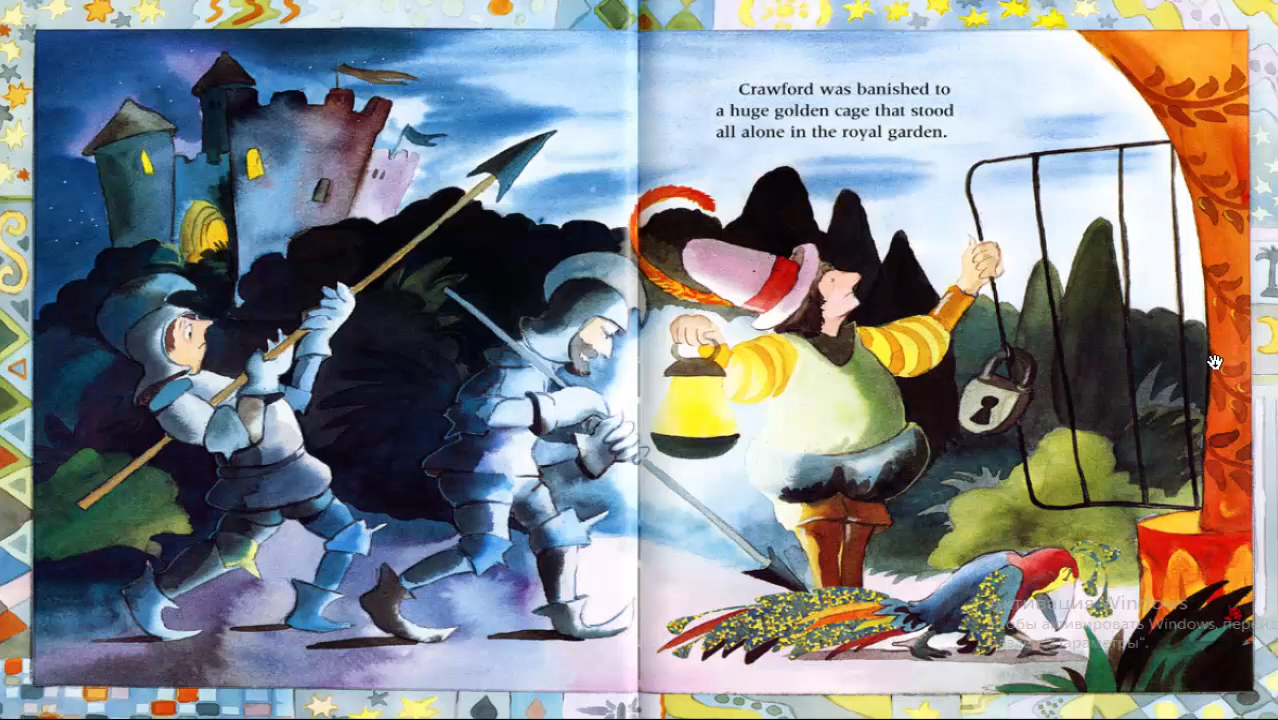 Crawford was banished to
a huge golden cage that stood
all alone in the royal garden.